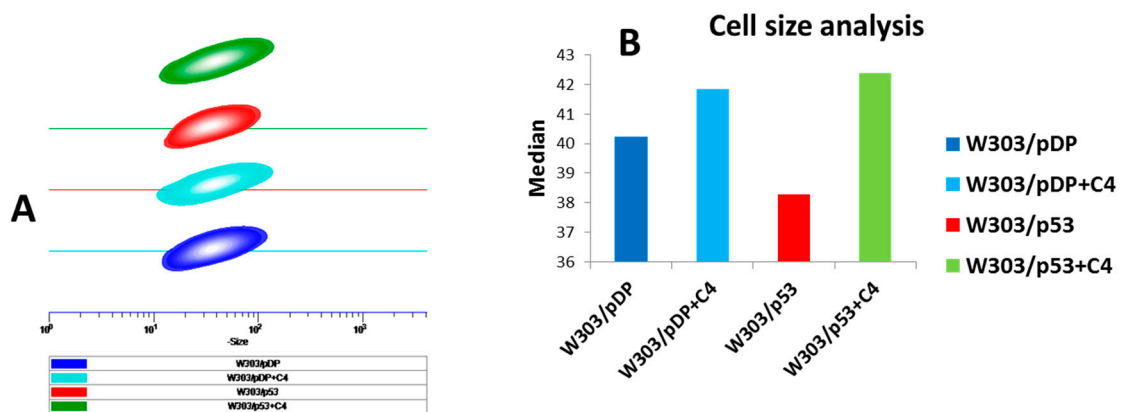 A
10⁰ 10¹ 10² 10³
-Size
W303/pDP
W303/pDP+C4
W303/p53
W303/p53+C4
B
Cell size analysis
Median
43
42
41
40
39
38
37
36
W303/pDP
W303/pDP+C4
W303/p53
W303/p53+C4
W303/pDP
W303/pDP+C4
W303/p53
W303/p53+C4